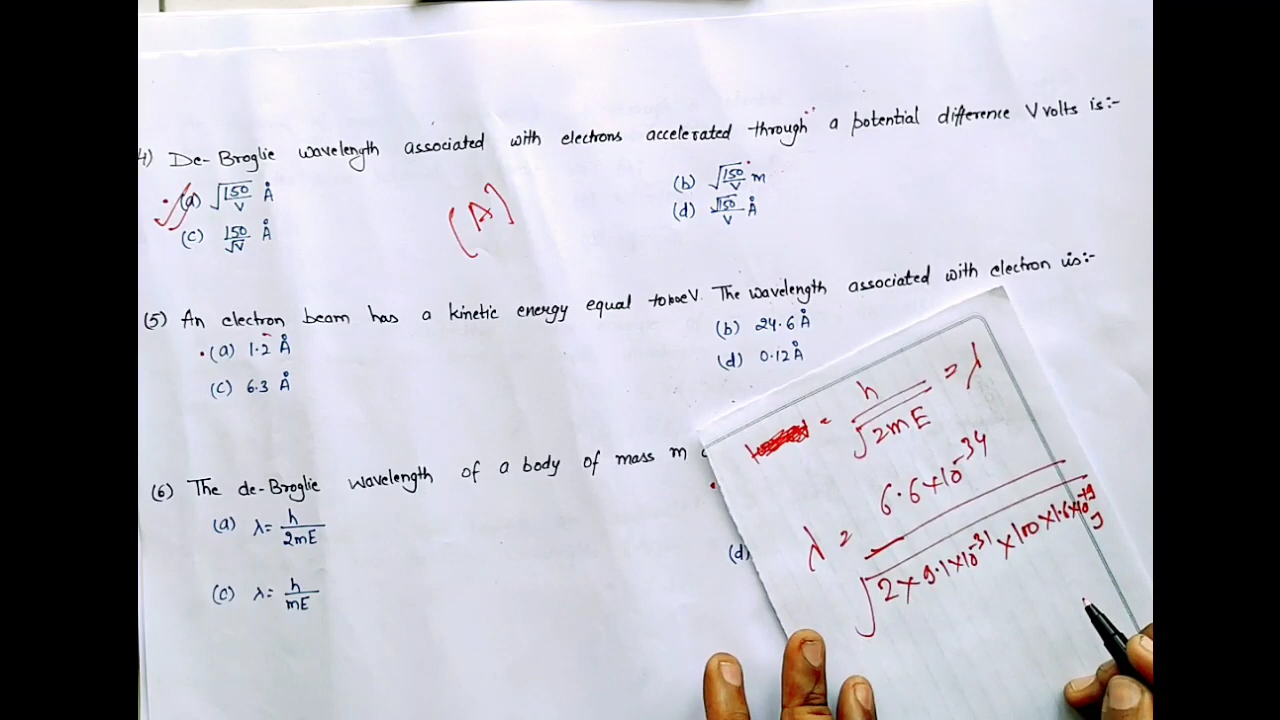 4) De-Broglie wavelength associated with electrons accelerated through a potential difference V volts is:-
(a) √150/V Å
(b) √150/V m
(c) 150/√V Å
(d) √150/V Å
(A)
(5) An electron beam has a kinetic energy equal to 100eV. The wavelength associated with electron is:-
(a) 1.2 Å
(b) 24.6 Å
(c) 6.3 Å
(d) 0.12 Å
(6) The de-Broglie wavelength of a body of mass m
(a) λ = h/2mE
(c) λ = h/mE
(d)
= h/√2mE = λ
λ = 6.6×10⁻³⁴
√2×9.1×10⁻³¹×100×1.6×10⁻¹⁹